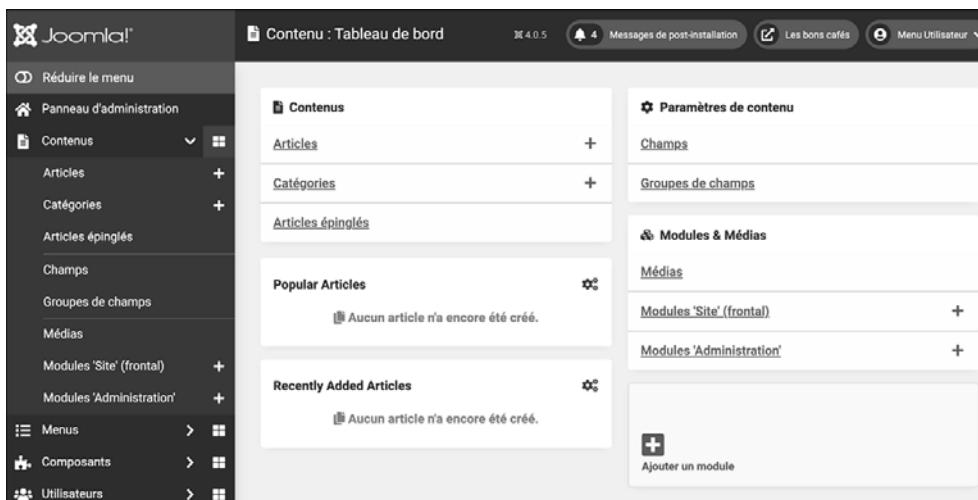 Joomla!
Contenu : Tableau de bord
4.0.5
4 Messages de post-installation
Les bons cafés
Menu Utilisateur
Réduire le menu
Panneau d'administration
Contenus
Articles
Catégories
Articles épinglés
Champs
Groupes de champs
Médias
Modules 'Site' (frontal)
Modules 'Administration'
Menus
Composants
Utilisateurs
Contenus
Articles
Catégories
Articles épinglés
Popular Articles
Aucun article n'a encore été créé.
Recently Added Articles
Aucun article n'a encore été créé.
Paramètres de contenu
Champs
Groupes de champs
Modules & Médias
Médias
Modules 'Site' (frontal)
Modules 'Administration'
Ajouter un module